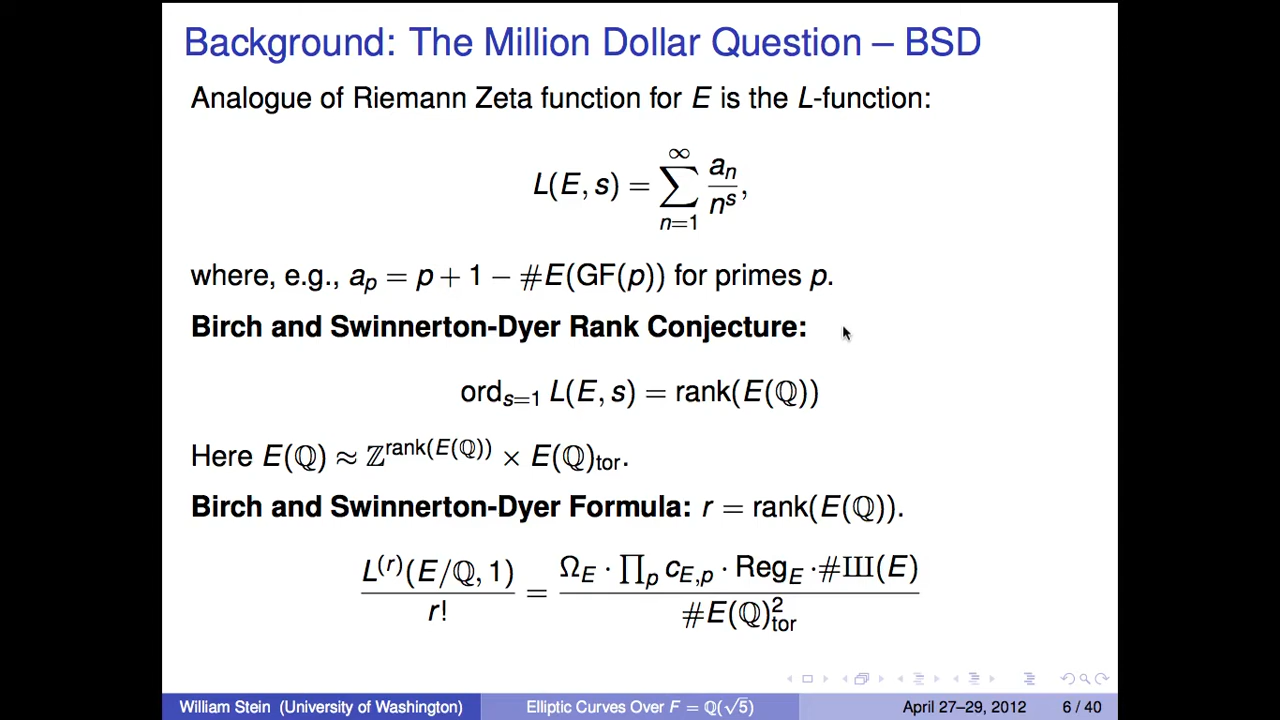 Background: The Million Dollar Question – BSD
Analogue of Riemann Zeta function for E is the L-function:
L(E, s) = ∑_{n=1}^{∞} a_n / n^s,
where, e.g., a_p = p + 1 − #E(GF(p)) for primes p.
Birch and Swinnerton-Dyer Rank Conjecture:
ord_{s=1} L(E, s) = rank(E(ℚ))
Here E(ℚ) ≈ ℤ^{rank(E(ℚ))} × E(ℚ)_{tor}.
Birch and Swinnerton-Dyer Formula: r = rank(E(ℚ)).
L^{(r)}(E/ℚ, 1) / r! = Ω_E · ∏_p c_{E,p} · Reg_E · #Ш(E) / #E(ℚ)²_{tor}
William Stein (University of Washington) Elliptic Curves Over F = ℚ(√5) April 27–29, 2012 6 / 40